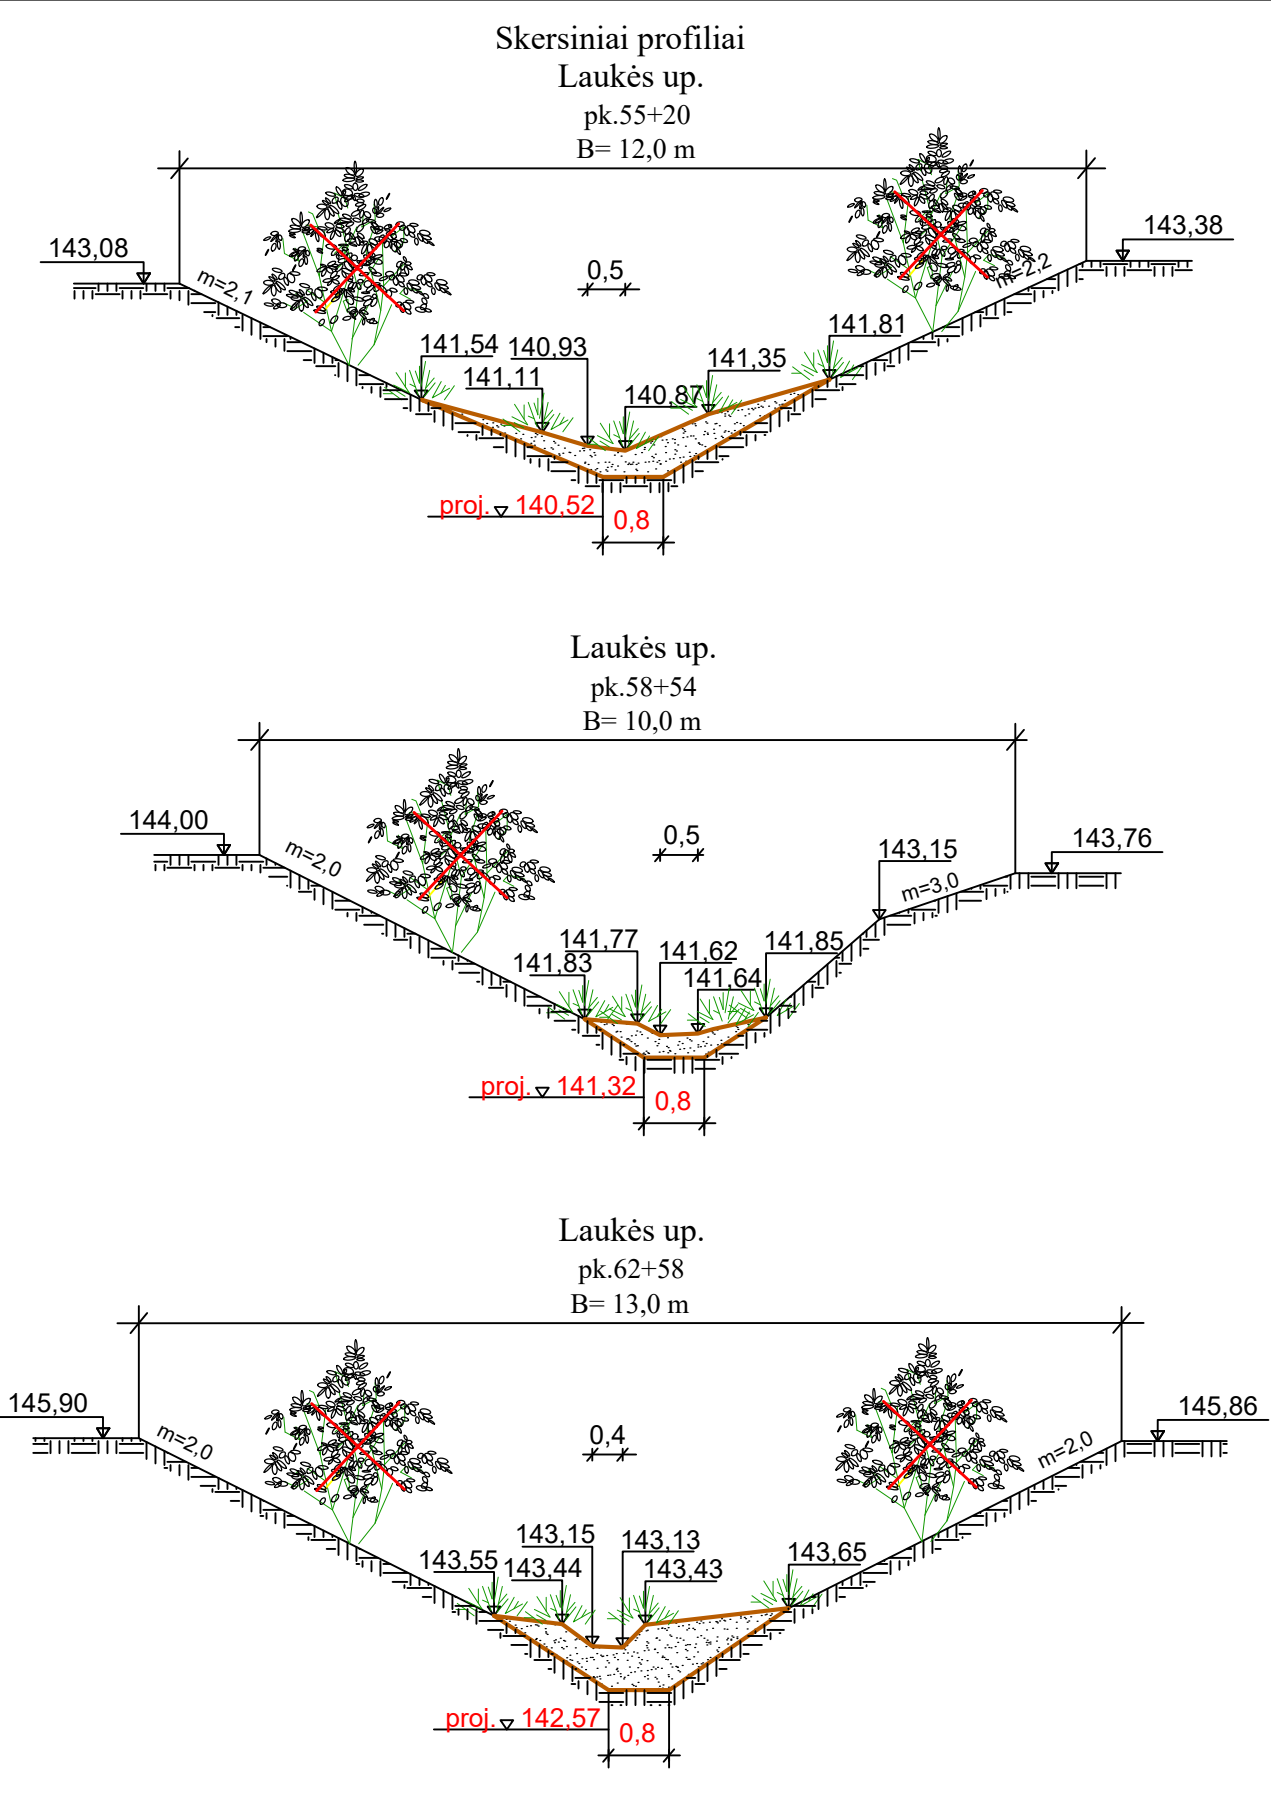 Skersiniai profiliai
Laukės up.
pk.55+20
B= 12,0 m
143,08
143,38
m=2,1
m=2,2
0,5
141,81
141,54
140,93
141,35
141,11
140,87
proj. 140,52
0,8
Laukės up.
pk.58+54
B= 10,0 m
144,00
143,76
m=2,0
0,5
143,15
m=3,0
141,77
141,62
141,85
141,83
141,64
proj. 141,32
0,8
Laukės up.
pk.62+58
B= 13,0 m
145,90
145,86
m=2,0
m=2,0
0,4
143,15
143,13
143,55
143,44
143,43
143,65
proj. 142,57
0,8